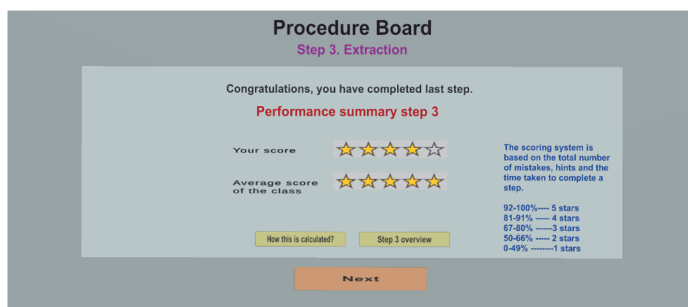 Procedure Board
Step 3. Extraction
Congratulations, you have completed last step.
Performance summary step 3
Your score
Average score
of the class
The scoring system is
based on the total number
of mistakes, hints and the
time taken to complete a
step.
92-100%---- 5 stars
81-91% ----- 4 stars
67-80% ------3 stars
50-66% ----- 2 stars
0-49% --------1 stars
How this is calculated?
Step 3 overview
Next